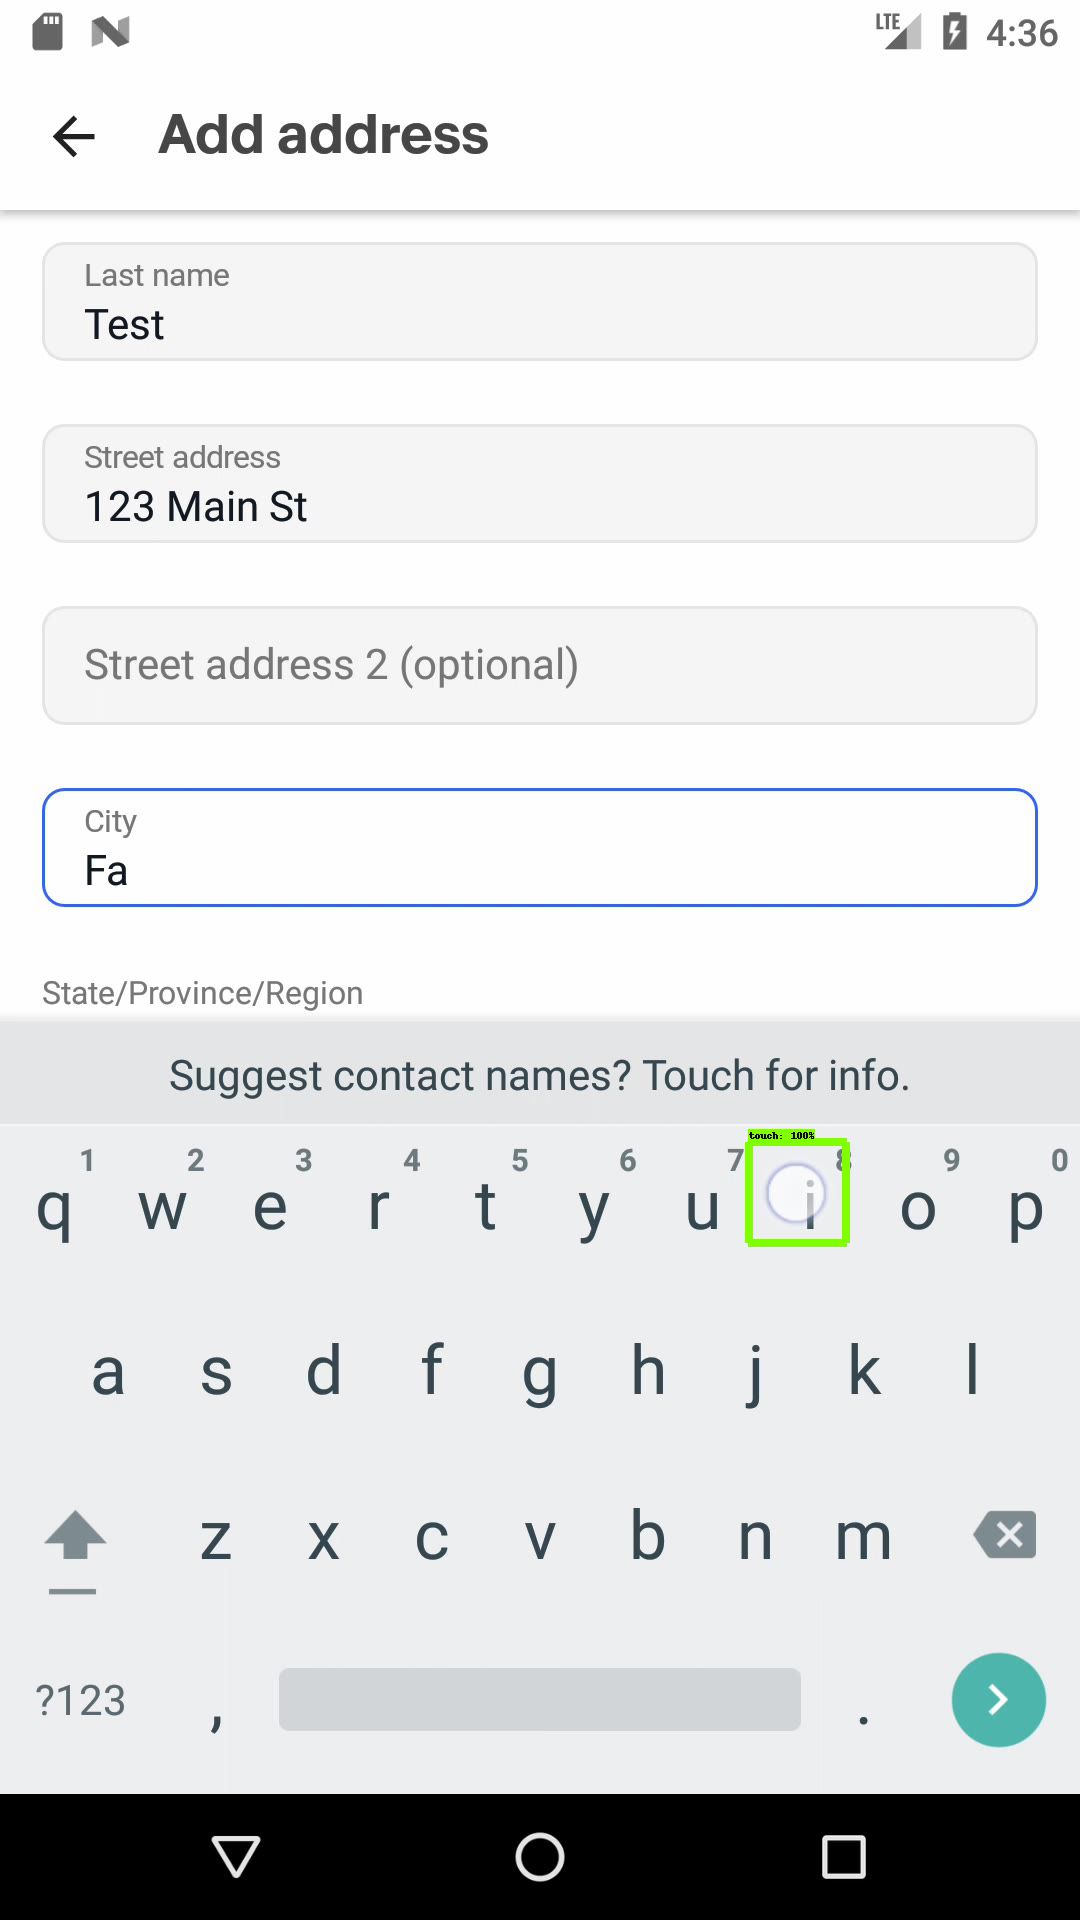 LTE 4:36
Add address
Last name
Test
Street address
123 Main St
Street address 2 (optional)
City
Fa
State/Province/Region
Suggest contact names? Touch for info.
touch: 100%
1 2 3 4 5 6 7 8 9 0
q w e r t y u i o p
a s d f g h j k l
z x c v b n m
?123 , .